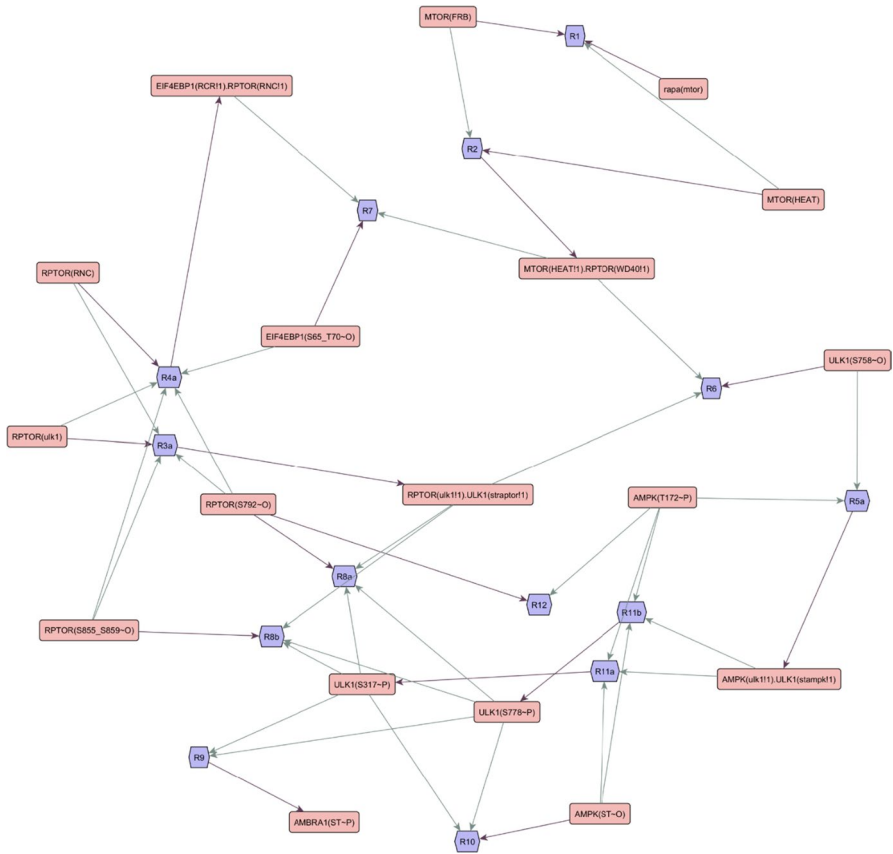 MTOR(FRB)
R1
EIF4EBP1(RCR!1).RPTOR(RNC!1)
rapa(mtor)
R2
MTOR(HEAT)
R7
RPTOR(RNC)
MTOR(HEAT!1).RPTOR(WD40!1)
EIF4EBP1(S65_T70~O)
ULK1(S758~O)
R4a
R6
RPTOR(ulk1)
R3a
RPTOR(ulk1!1).ULK1(straptor!1)
RPTOR(S792~O)
AMPK(T172~P)
R5a
R8a
R12
R11b
RPTOR(S855_S859~O)
R8b
R11a
AMPK(ulk1!1).ULK1(stampk!1)
ULK1(S317~P)
ULK1(S778~P)
R9
AMBRA1(ST~P)
AMPK(ST~O)
R10